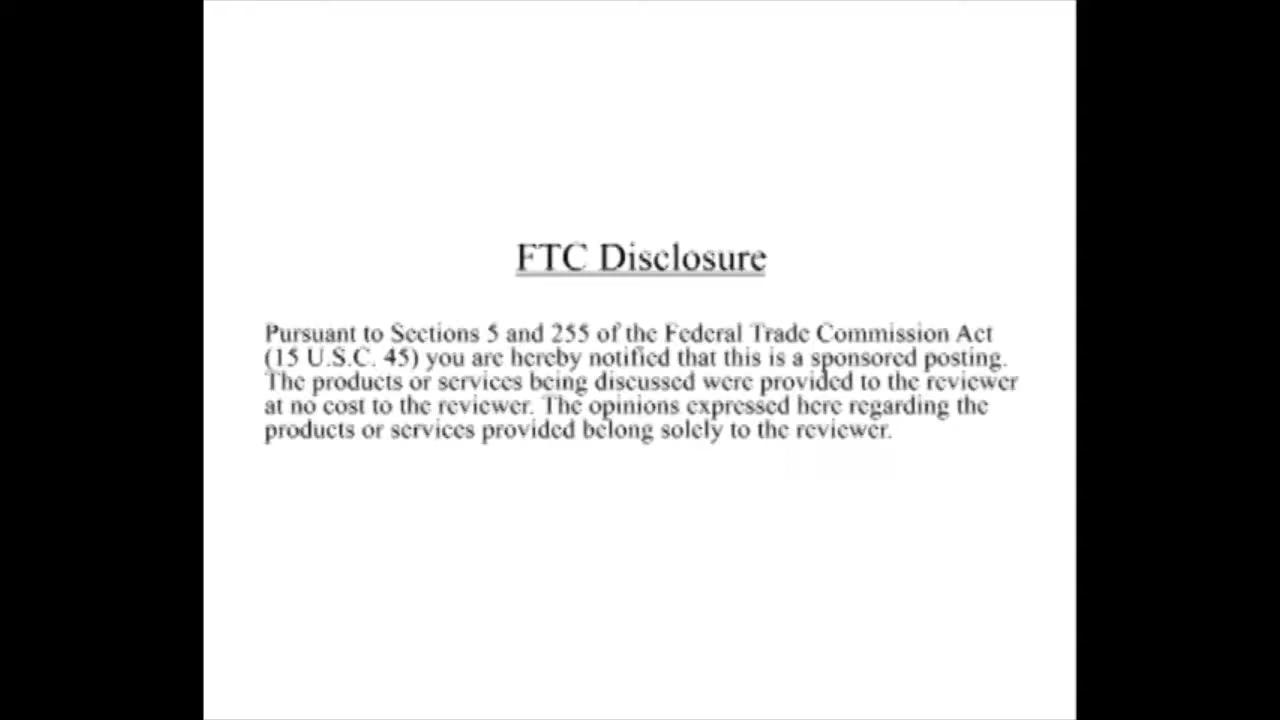 FTC Disclosure
Pursuant to Sections 5 and 255 of the Federal Trade Commission Act
(15 U.S.C. 45) you are hereby notified that this is a sponsored posting.
The products or services being discussed were provided to the reviewer
at no cost to the reviewer. The opinions expressed here regarding the
products or services provided belong solely to the reviewer.